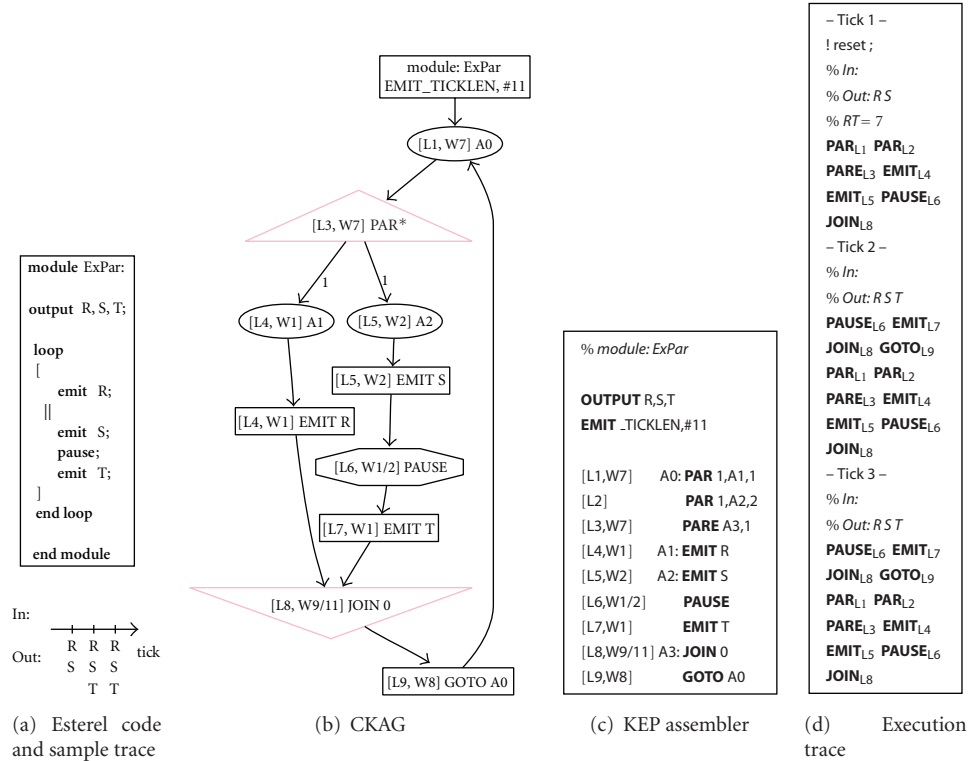 module ExPar:
output R, S, T;
loop
[
emit R;
||
emit S;
pause;
emit T;
]
end loop
end module
In:
Out:
R R R
S S S
T T
tick
(a) Esterel code
and sample trace
module: ExPar
EMIT_TICKLEN, #11
[L1, W7] A0
[L3, W7] PAR*
1
1
[L4, W1] A1
[L5, W2] A2
[L5, W2] EMIT S
[L4, W1] EMIT R
[L6, W1/2] PAUSE
[L7, W1] EMIT T
[L8, W9/11] JOIN 0
[L9, W8] GOTO A0
(b) CKAG
% module: ExPar
OUTPUT R,S,T
EMIT _TICKLEN,#11
[L1,W7] A0: PAR 1,A1,1
[L2] PAR 1,A2,2
[L3,W7] PARE A3,1
[L4,W1] A1: EMIT R
[L5,W2] A2: EMIT S
[L6,W1/2] PAUSE
[L7,W1] EMIT T
[L8,W9/11] A3: JOIN 0
[L9,W8] GOTO A0
(c) KEP assembler
– Tick 1 –
! reset ;
% In:
% Out: R S
% RT = 7
PARL1 PARL2
PAREL3 EMITL4
EMITL5 PAUSEL6
JOINL8
– Tick 2 –
% In:
% Out: R S T
PAUSEL6 EMITL7
JOINL8 GOTOL9
PARL1 PARL2
PAREL3 EMITL4
EMITL5 PAUSEL6
JOINL8
– Tick 3 –
% In:
% Out: R S T
PAUSEL6 EMITL7
JOINL8 GOTOL9
PARL1 PARL2
PAREL3 EMITL4
EMITL5 PAUSEL6
JOINL8
(d) Execution
trace